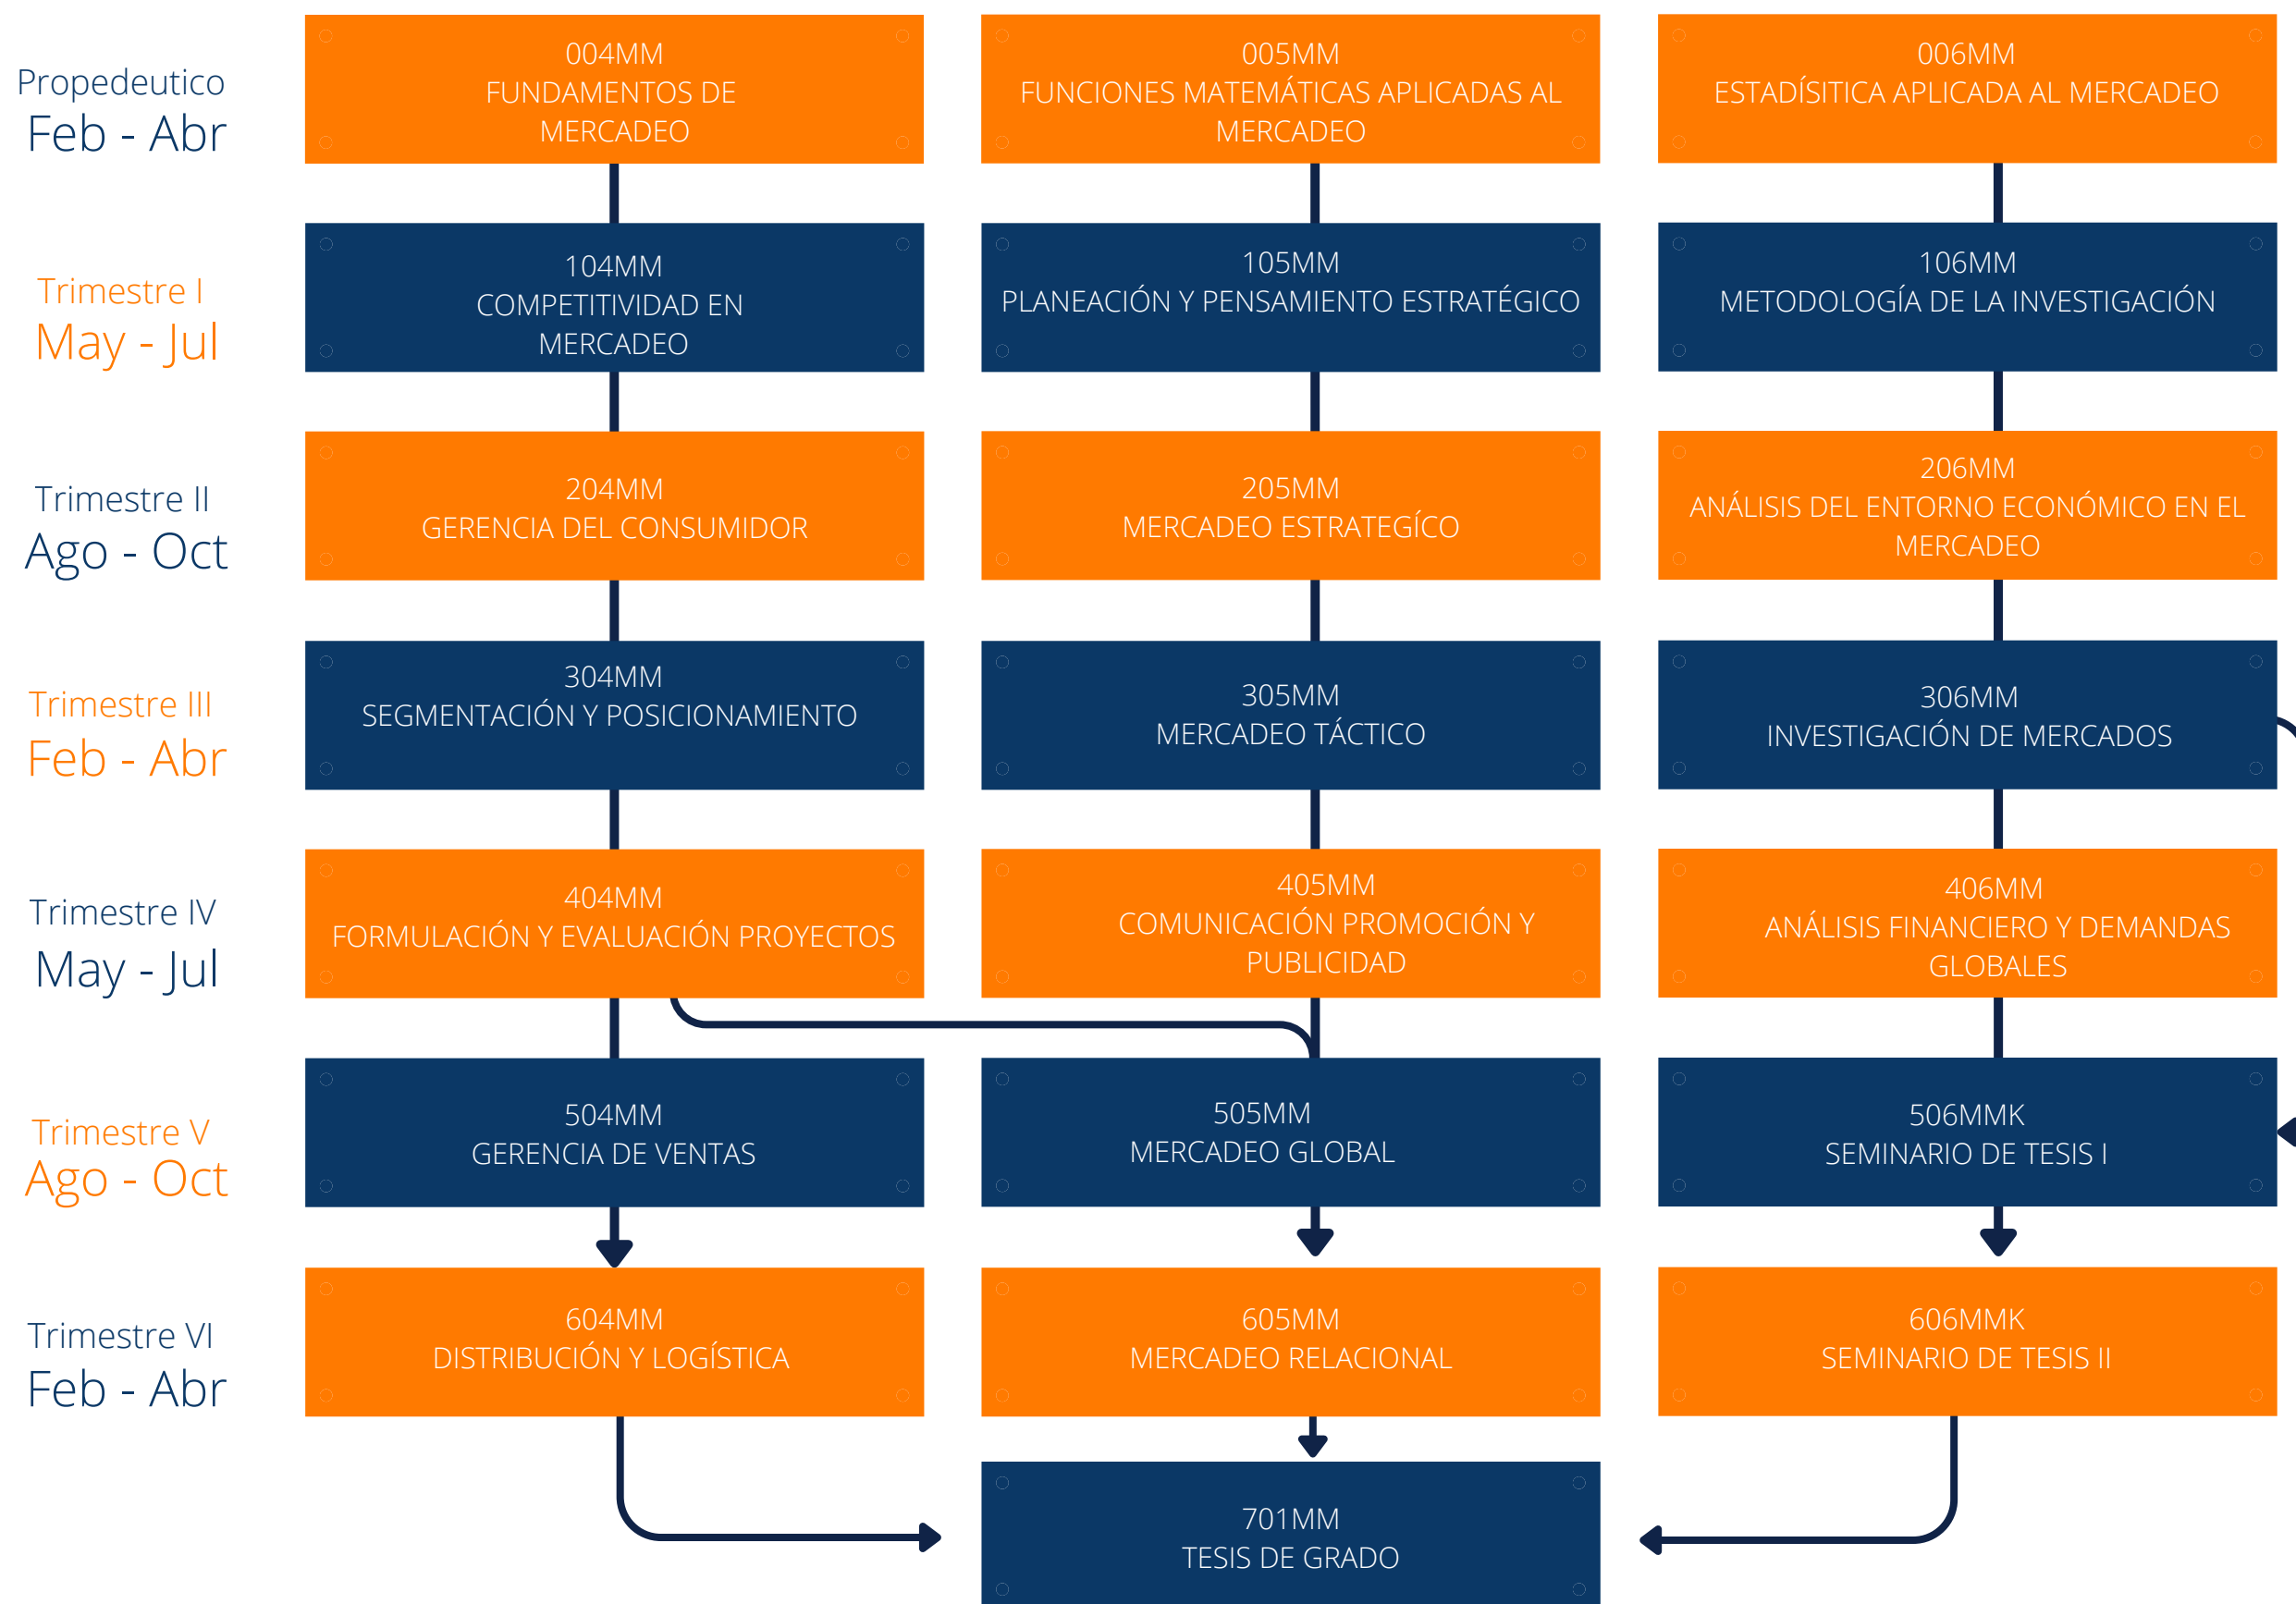 Propedeutico
Feb - Abr
004MM
FUNDAMENTOS DE
MERCADEO
005MM
FUNCIONES MATEMÁTICAS APLICADAS AL
MERCADEO
006MM
ESTADÍSITICA APLICADA AL MERCADEO
Trimestre I
May - Jul
104MM
COMPETITIVIDAD EN
MERCADEO
105MM
PLANEACIÓN Y PENSAMIENTO ESTRATÉGICO
106MM
METODOLOGÍA DE LA INVESTIGACIÓN
Trimestre II
Ago - Oct
204MM
GERENCIA DEL CONSUMIDOR
205MM
MERCADEO ESTRATEGÍCO
206MM
ANÁLISIS DEL ENTORNO ECONÓMICO EN EL
MERCADEO
Trimestre III
Feb - Abr
304MM
SEGMENTACIÓN Y POSICIONAMIENTO
305MM
MERCADEO TÁCTICO
306MM
INVESTIGACIÓN DE MERCADOS
Trimestre IV
May - Jul
404MM
FORMULACIÓN Y EVALUACIÓN PROYECTOS
405MM
COMUNICACIÓN PROMOCIÓN Y
PUBLICIDAD
406MM
ANÁLISIS FINANCIERO Y DEMANDAS
GLOBALES
Trimestre V
Ago - Oct
504MM
GERENCIA DE VENTAS
505MM
MERCADEO GLOBAL
506MMK
SEMINARIO DE TESIS I
Trimestre VI
Feb - Abr
604MM
DISTRIBUCIÓN Y LOGÍSTICA
605MM
MERCADEO RELACIONAL
606MMK
SEMINARIO DE TESIS II
701MM
TESIS DE GRADO